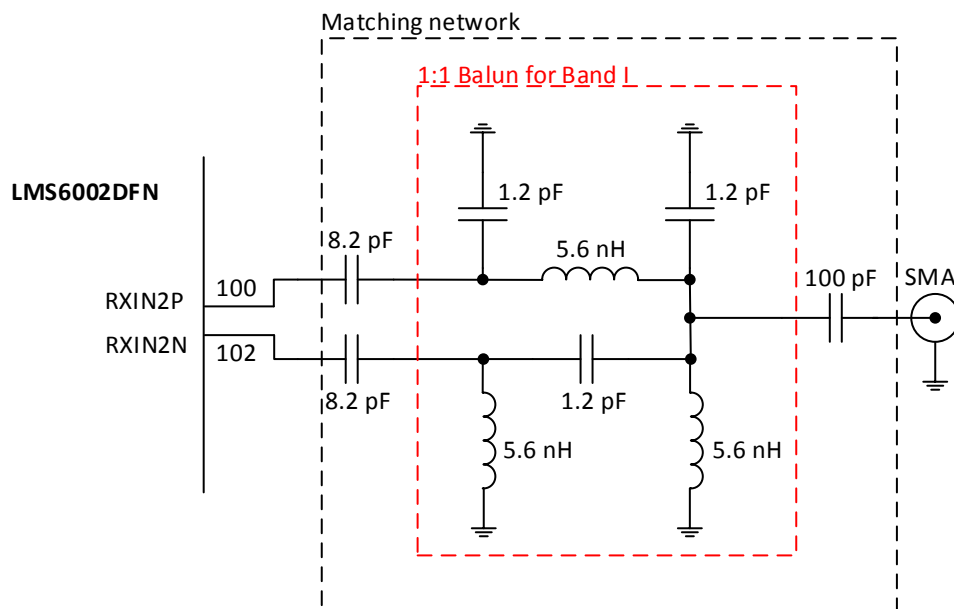 Matching network
1:1 Balun for Band I
LMS6002DFN
1.2 pF
1.2 pF
8.2 pF
5.6 nH
100 pF
SMA
100
RXIN2P
RXIN2N
102
8.2 pF
1.2 pF
5.6 nH
5.6 nH